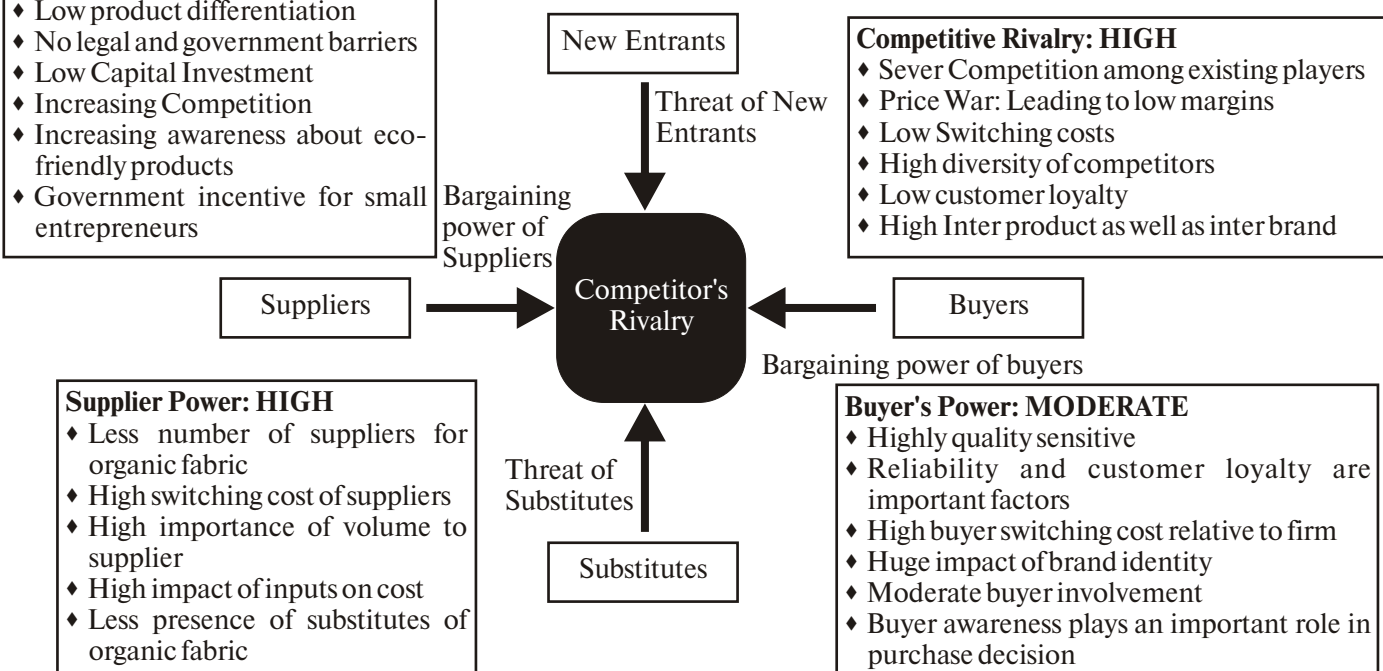 ♦ Low product differentiation
♦ No legal and government barriers
♦ Low Capital Investment
♦ Increasing Competition
♦ Increasing awareness about eco-
friendly products
♦ Government incentive for small
entrepreneurs
New Entrants
Threat of New
Entrants
Competitive Rivalry: HIGH
♦ Sever Competition among existing players
♦ Price War: Leading to low margins
♦ Low Switching costs
♦ High diversity of competitors
♦ Low customer loyalty
♦ High Inter product as well as inter brand
Bargaining
power of
Suppliers
Suppliers
Competitor's
Rivalry
Buyers
Bargaining power of buyers
Supplier Power: HIGH
♦ Less number of suppliers for
organic fabric
♦ High switching cost of suppliers
♦ High importance of volume to
supplier
♦ High impact of inputs on cost
♦ Less presence of substitutes of
organic fabric
Threat of
Substitutes
Substitutes
Buyer's Power: MODERATE
♦ Highly quality sensitive
♦ Reliability and customer loyalty are
important factors
♦ High buyer switching cost relative to firm
♦ Huge impact of brand identity
♦ Moderate buyer involvement
♦ Buyer awareness plays an important role in
purchase decision